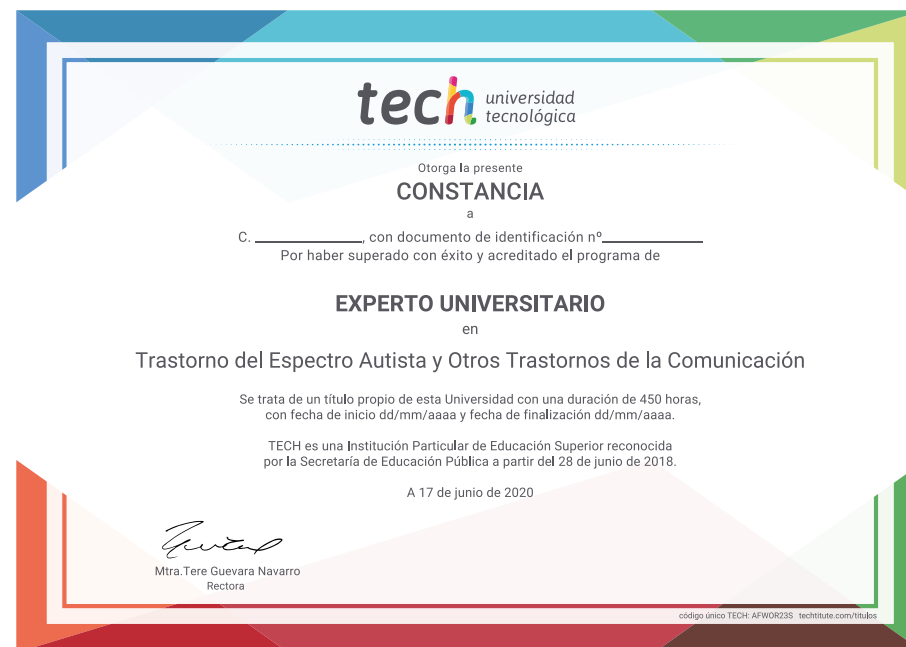 tech universidad
tecnológica
Otorga la presente
CONSTANCIA
a
C. ____________, con documento de identificación nº____________
Por haber superado con éxito y acreditado el programa de
EXPERTO UNIVERSITARIO
en
Trastorno del Espectro Autista y Otros Trastornos de la Comunicación
Se trata de un título propio de esta Universidad con una duración de 450 horas,
con fecha de inicio dd/mm/aaaa y fecha de finalización dd/mm/aaaa.
TECH es una Institución Particular de Educación Superior reconocida
por la Secretaría de Educación Pública a partir del 28 de junio de 2018.
A 17 de junio de 2020
Mtra.Tere Guevara Navarro
Rectora
código único TECH: AFWOR23S techtitute.com/titulos